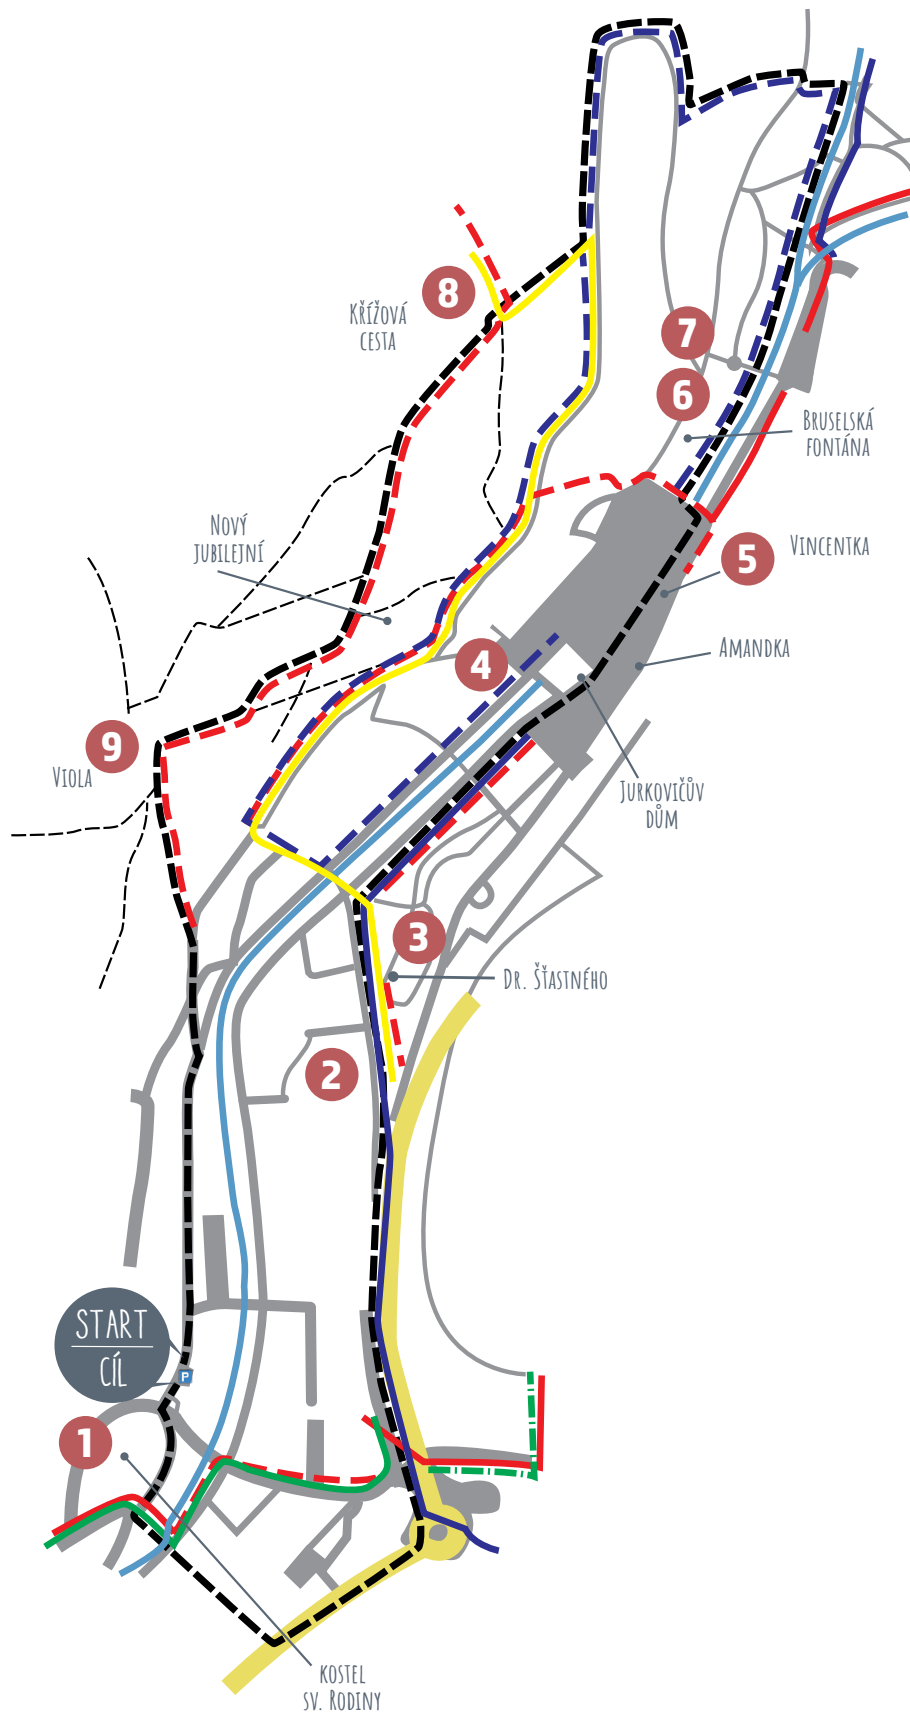 8
KŘÍŽOVÁ
CESTA
7
6
BRUSELSKÁ
FONTÁNA
NOVÝ
JUBILEJNÍ
5
VINCENTKA
4
AMANDKA
9
VIOLA
JURKOVIČŮV
DŮM
3
DR. ŠŤASTNÉHO
2
START
CÍL
P
1
KOSTEL
SV. RODINY